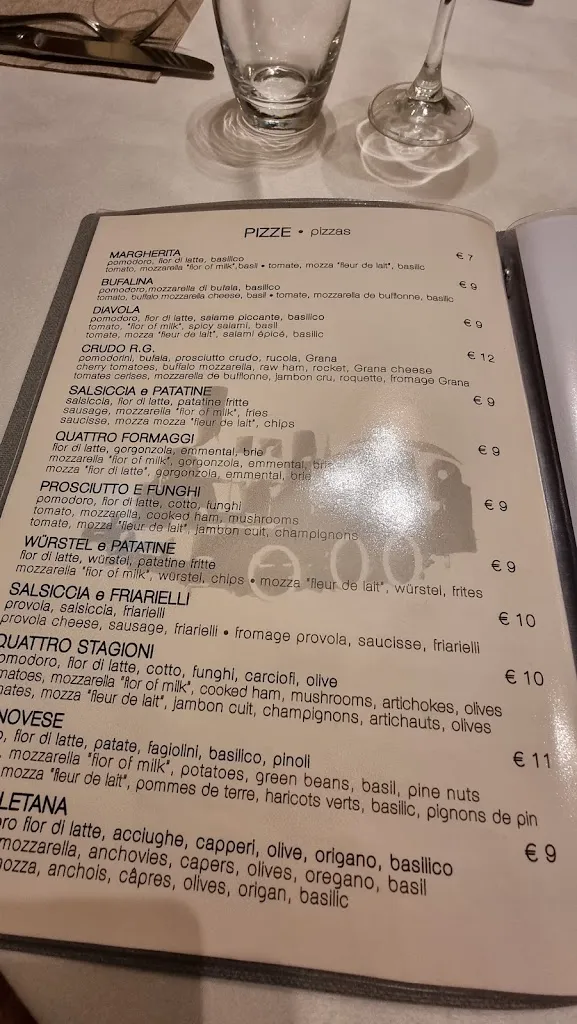 PIZZE • pizzas
MARGHERITA € 7
pomodoro, fior di latte, basilico
tomato, mozzarella "fior of milk", basil • tomate, mozza "fleur de lait", basilic
BUFALINA € 9
pomodoro, mozzarella di bufala, basilico
tomato, buffalo mozzarella cheese, basil • tomate, mozzarella de bufflonne, basilic
DIAVOLA € 9
pomodoro, fior di latte, salame piccante, basilico
tomato, "fior of milk", spicy salami, basil
tomate, mozza "fleur de lait", salami épicé, basilic
CRUDO R.G. € 12
pomodorini, bufala, prosciutto crudo, rucola, Grana
cherry tomatoes, buffalo mozzarella, raw ham, rocket, Grana cheese
tomates cerises, mozzarella de bufflonne, jambon cru, roquette, fromage Grana
SALSICCIA e PATATINE € 9
salsiccia, fior di latte, patatine fritte
sausage, mozzarella "fior of milk", fries
saucisse, mozza mozza "fleur de lait", chips
QUATTRO FORMAGGI € 9
fior di latte, gorgonzola, emmental, brie
mozzarella "fior of milk", gorgonzola, emmental, brie
mozza "fior di latte", gorgonzola, emmental, brie
PROSCIUTTO E FUNGHI € 9
pomodoro, fior di latte, cotto, funghi
tomato, mozzarella, cooked ham, mushrooms
tomate, mozza "fleur de lait", jambon cuit, champignons
WÜRSTEL e PATATINE € 9
fior di latte, würstel, patatine fritte
mozzarella "fior of milk", würstel, chips • mozza "fleur de lait", würstel, frites
SALSICCIA e FRIARIELLI € 10
provola, salsiccia, friarielli
provola cheese, sausage, friarielli • fromage provola, saucisse, friarielli
QUATTRO STAGIONI € 10
omodoro, fior di latte, cotto, funghi, carciofi, olive
matoes, mozzarella "fior of milk", cooked ham, mushrooms, artichokes, olives
mates, mozza "fleur de lait", jambon cuit, champignons, artichauts, olives
NOVESE € 11
o, fior di latte, patate, fagiolini, basilico, pinoli
, mozzarella "fior of milk", potatoes, green beans, basil, pine nuts
mozza "fleur de lait", pommes de terre, haricots verts, basilic, pignons de pin
LETANA € 9
oro fior di latte, acciughe, capperi, olive, origano, basilico
mozzarella, anchovies, capers, olives, oregano, basil
mozza, anchois, câpres, olives, origan, basilic